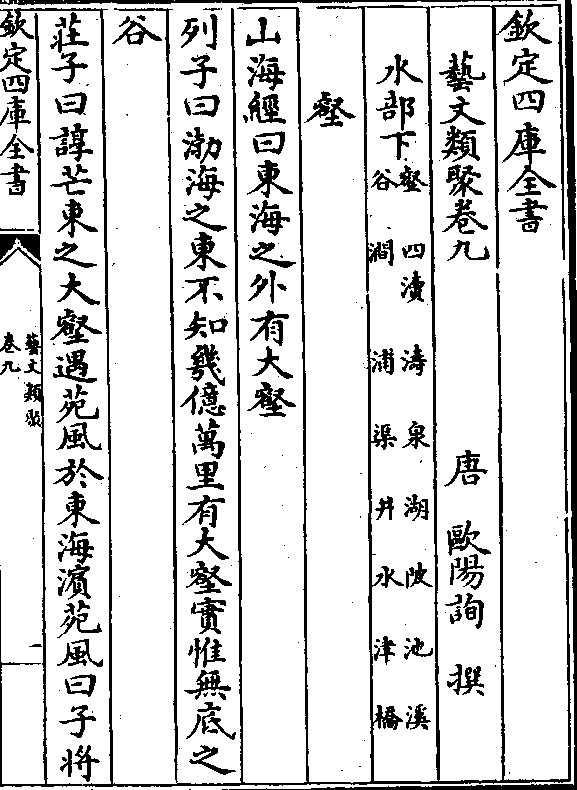 欽定四庫全書
藝文類聚卷九
唐 歐陽詢 撰
水部下 壑 四瀆 濤 泉 湖 陂 池 溪
谷 澗 浦 渠 井 水 津 橋
壑
山海經曰東海之外有大壑
列子曰渤海之東不知幾億萬里有大壑實惟無底之
谷
莊子曰諄芒東之大壑遇苑風於東海濱苑風曰子將
欽定四庫全書
藝文類聚
卷九
一